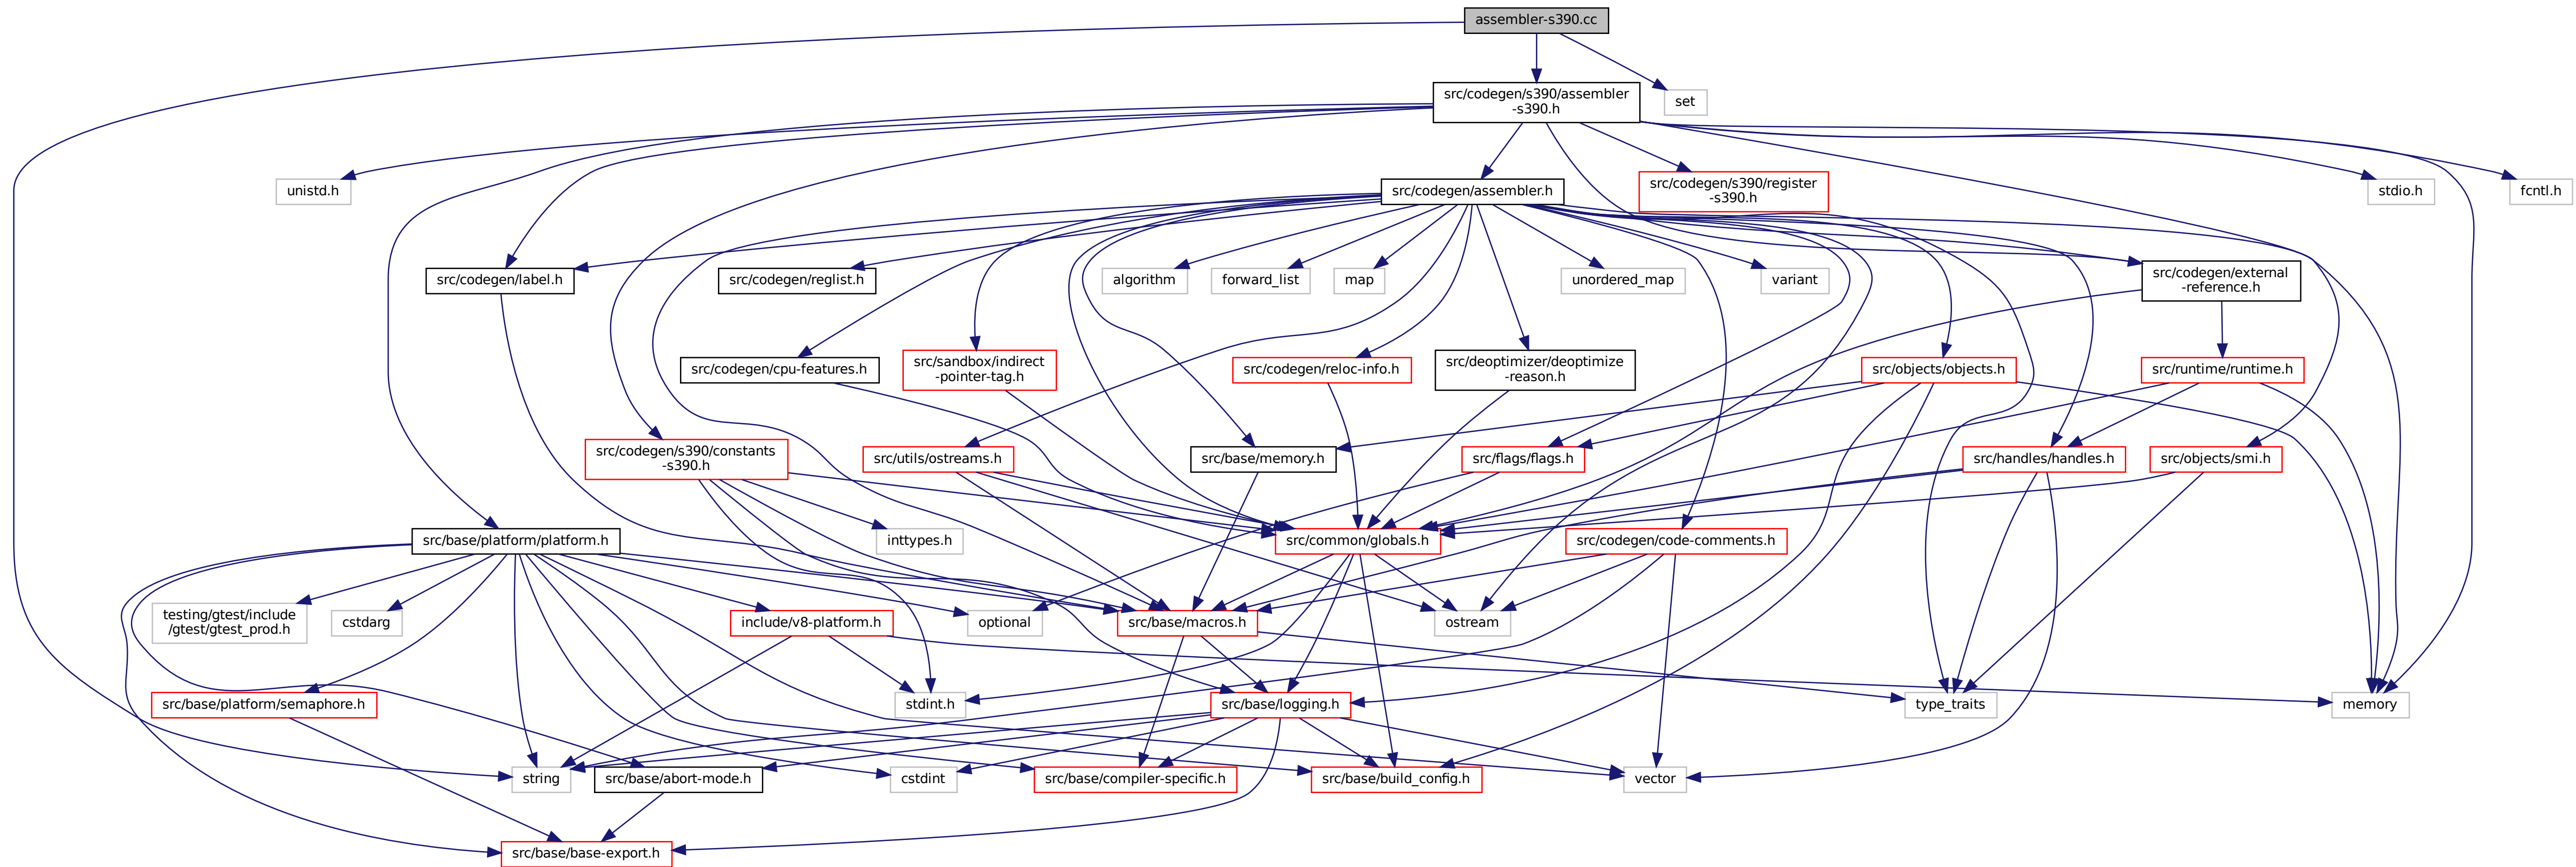 assembler-s390.cc
src/codegen/s390/assembler
-s390.h
set
unistd.h
src/codegen/assembler.h
src/codegen/s390/register
-s390.h
stdio.h
fcntl.h
src/codegen/label.h
src/codegen/reglist.h
algorithm
forward_list
map
unordered_map
variant
src/codegen/external
-reference.h
src/codegen/cpu-features.h
src/sandbox/indirect
-pointer-tag.h
src/codegen/reloc-info.h
src/deoptimizer/deoptimize
-reason.h
src/objects/objects.h
src/runtime/runtime.h
src/codegen/s390/constants
-s390.h
src/utils/ostreams.h
src/base/memory.h
src/flags/flags.h
src/handles/handles.h
src/objects/smi.h
src/base/platform/platform.h
inttypes.h
src/common/globals.h
src/codegen/code-comments.h
testing/gtest/include
/gtest/gtest_prod.h
cstdarg
include/v8-platform.h
optional
src/base/macros.h
ostream
src/base/platform/semaphore.h
stdint.h
src/base/logging.h
type_traits
memory
string
src/base/abort-mode.h
cstdint
src/base/compiler-specific.h
src/base/build_config.h
vector
src/base/base-export.h